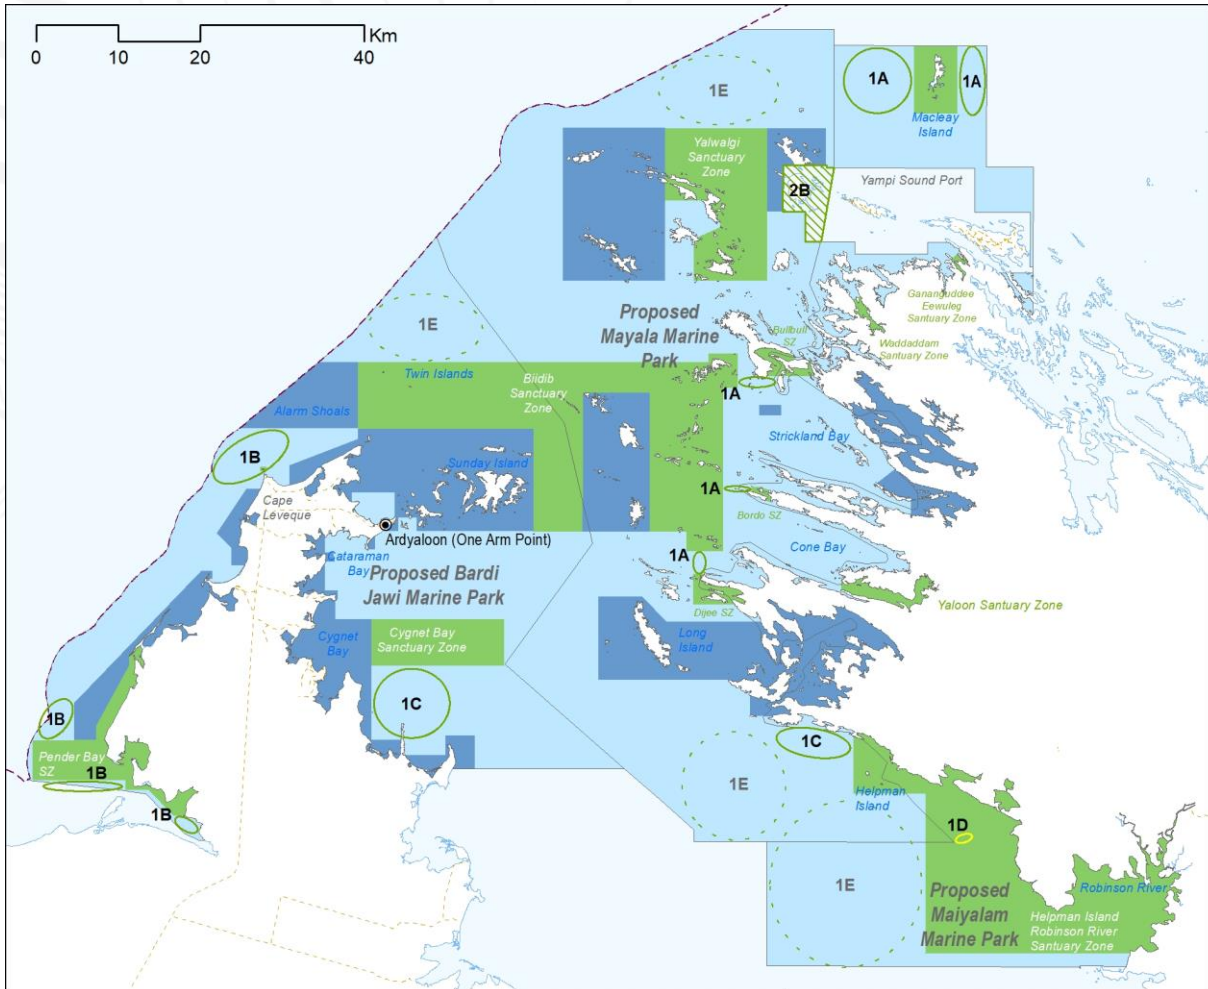 Km
0 10 20 40
1E
1A
1A
Macleay
Island
Yalwalgi
Sanctuary
Zone
2B
Yampi Sound Port
1E
Proposed
Mayala Marine
Park
Gananguddee
Eewuleg
Santuary Zone
Bullbull
SZ
Waddaddam
Santuary Zone
Twin Islands
Biidib
Sanctuary
Zone
1A
Alarm Shoals
Strickland Bay
1B
Sunday Island
1A
Cape
Leveque
Bordo SZ
Ardyaloon (One Arm Point)
Cataraman
Bay
1A
Cone Bay
Proposed Bardi
Jawi Marine Park
Dijee SZ
Yaloon Santuary Zone
Cygnet
Bay
Cygnet Bay
Sanctuary Zone
Long
Island
1C
1B
1C
Pender Bay
SZ
1B
1E
Helpman
Island
1B
1D
1E
Proposed
Maiyalam
Marine Park
Robinson River
Helpman Island
Robinson River
Santuary Zone